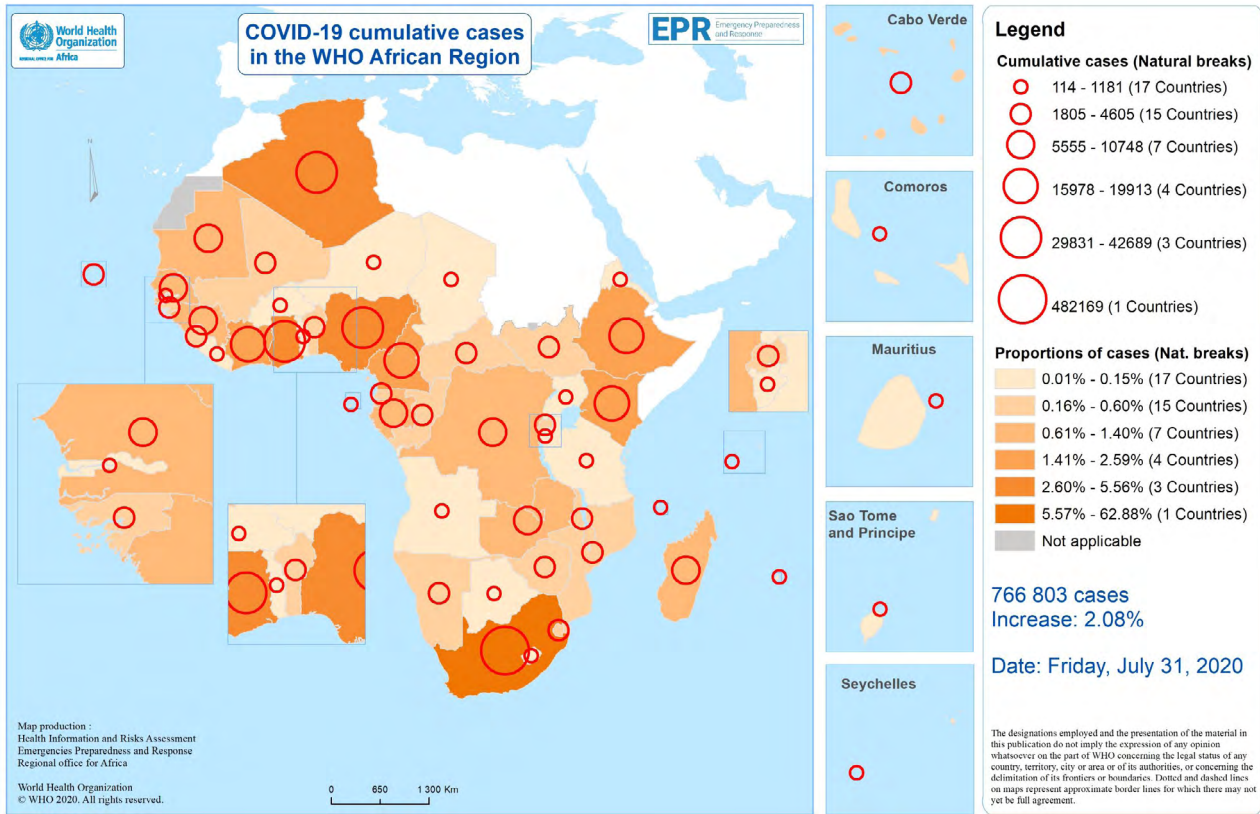 World Health
Organization
REGIONAL OFFICE FOR Africa
COVID-19 cumulative cases
in the WHO African Region
EPR Emergency Preparedness
and Response
N
Map production :
Health Information and Risks Assessment
Emergencies Preparedness and Response
Regional office for Africa
World Health Organization
© WHO 2020. All rights reserved.
0 650 1 300 Km
Cabo Verde
Comoros
Mauritius
Sao Tome
and Principe
Seychelles
Legend
Cumulative cases (Natural breaks)
114 - 1181 (17 Countries)
1805 - 4605 (15 Countries)
5555 - 10748 (7 Countries)
15978 - 19913 (4 Countries)
29831 - 42689 (3 Countries)
482169 (1 Countries)
Proportions of cases (Nat. breaks)
0.01% - 0.15% (17 Countries)
0.16% - 0.60% (15 Countries)
0.61% - 1.40% (7 Countries)
1.41% - 2.59% (4 Countries)
2.60% - 5.56% (3 Countries)
5.57% - 62.88% (1 Countries)
Not applicable
766 803 cases
Increase: 2.08%
Date: Friday, July 31, 2020
The designations employed and the presentation of the material in
this publication do not imply the expression of any opinion
whatsoever on the part of WHO concerning the legal status of any
country, territory, city or area or of its authorities, or concerning the
delimitation of its frontiers or boundaries. Dotted and dashed lines
on maps represent approximate border lines for which there may not
yet be full agreement.